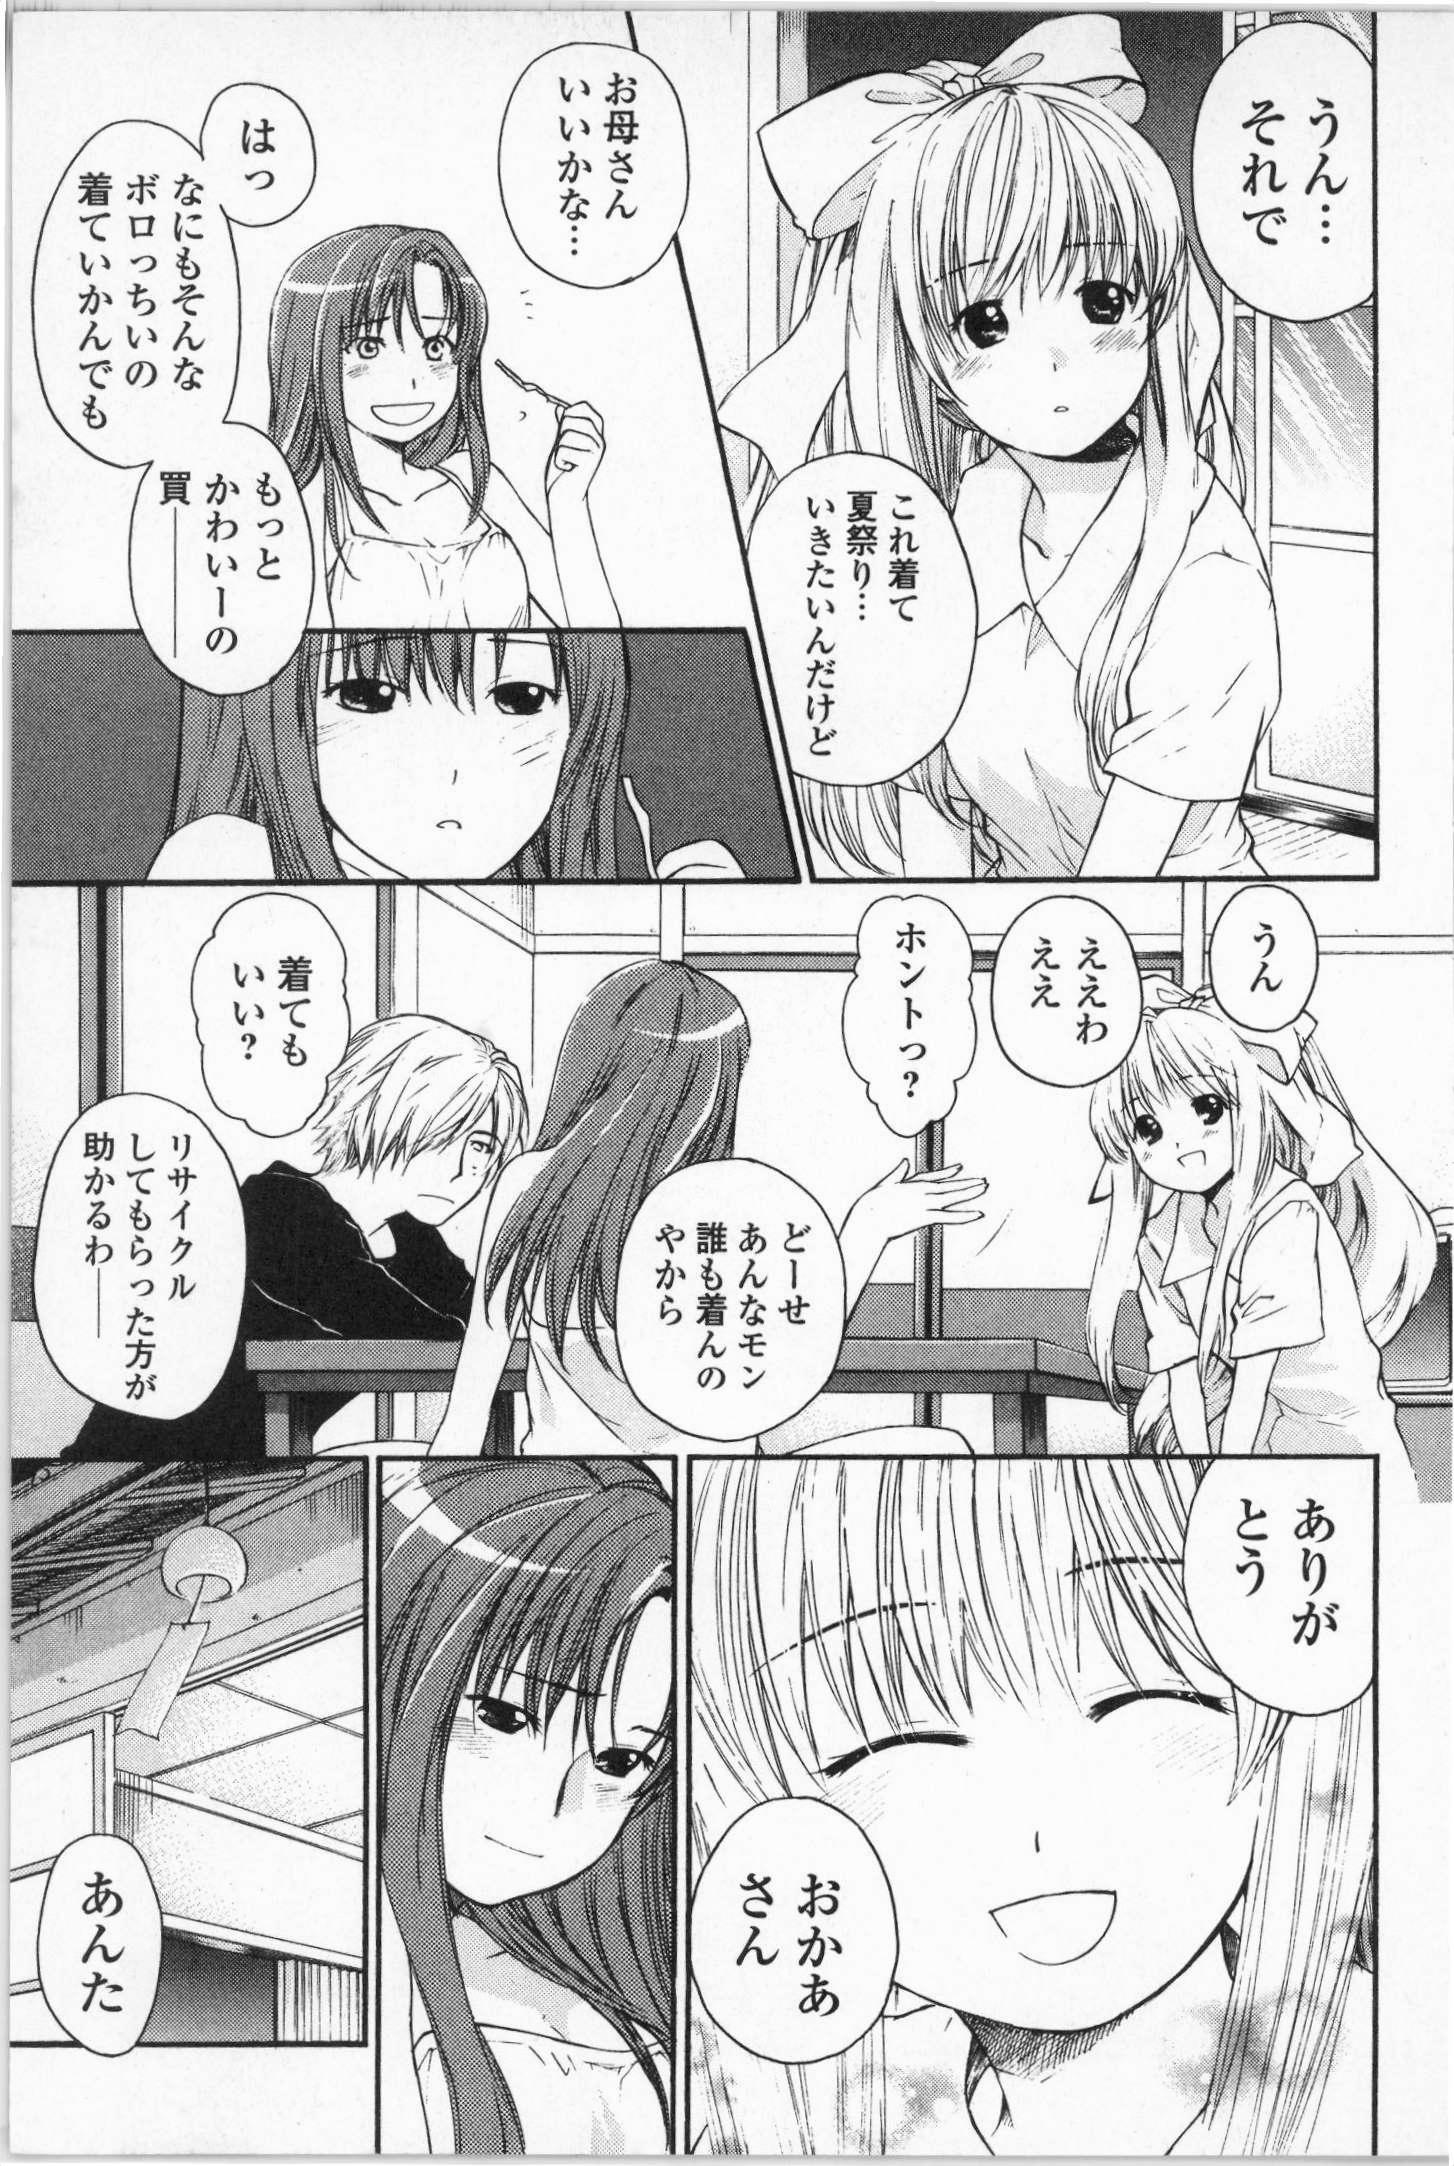 うん…
それで
これ着て
夏祭り…
いきたいんだけど
お母さん
いいかな…
はっ
なにもそんな
ボロっちいの
着ていかんでも
もっと
かわいーの
買――
うん
ええわ
ええ
ホントっ？
どーせ
あんなモン
誰も着んの
やから
着ても
いい？
リサイクル
してもらった方が
助かるわ――
ありが
とう
おかあ
さん
あんた